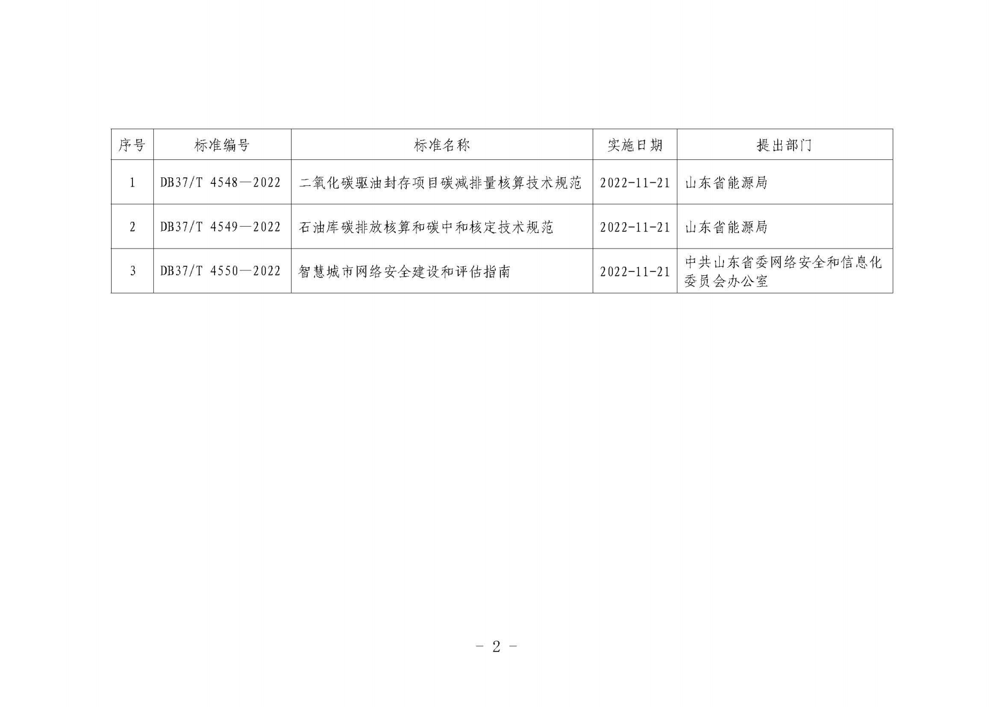 序号 标准编号 标准名称 实施日期 提出部门
1 DB37/T 4548—2022 二氧化碳驱油封存项目碳减排量核算技术规范 2022-11-21 山东省能源局
2 DB37/T 4549—2022 石油库碳排放核算和碳中和核定技术规范 2022-11-21 山东省能源局
3 DB37/T 4550—2022 智慧城市网络安全建设和评估指南 2022-11-21 中共山东省委网络安全和信息化
委员会办公室
- 2 -